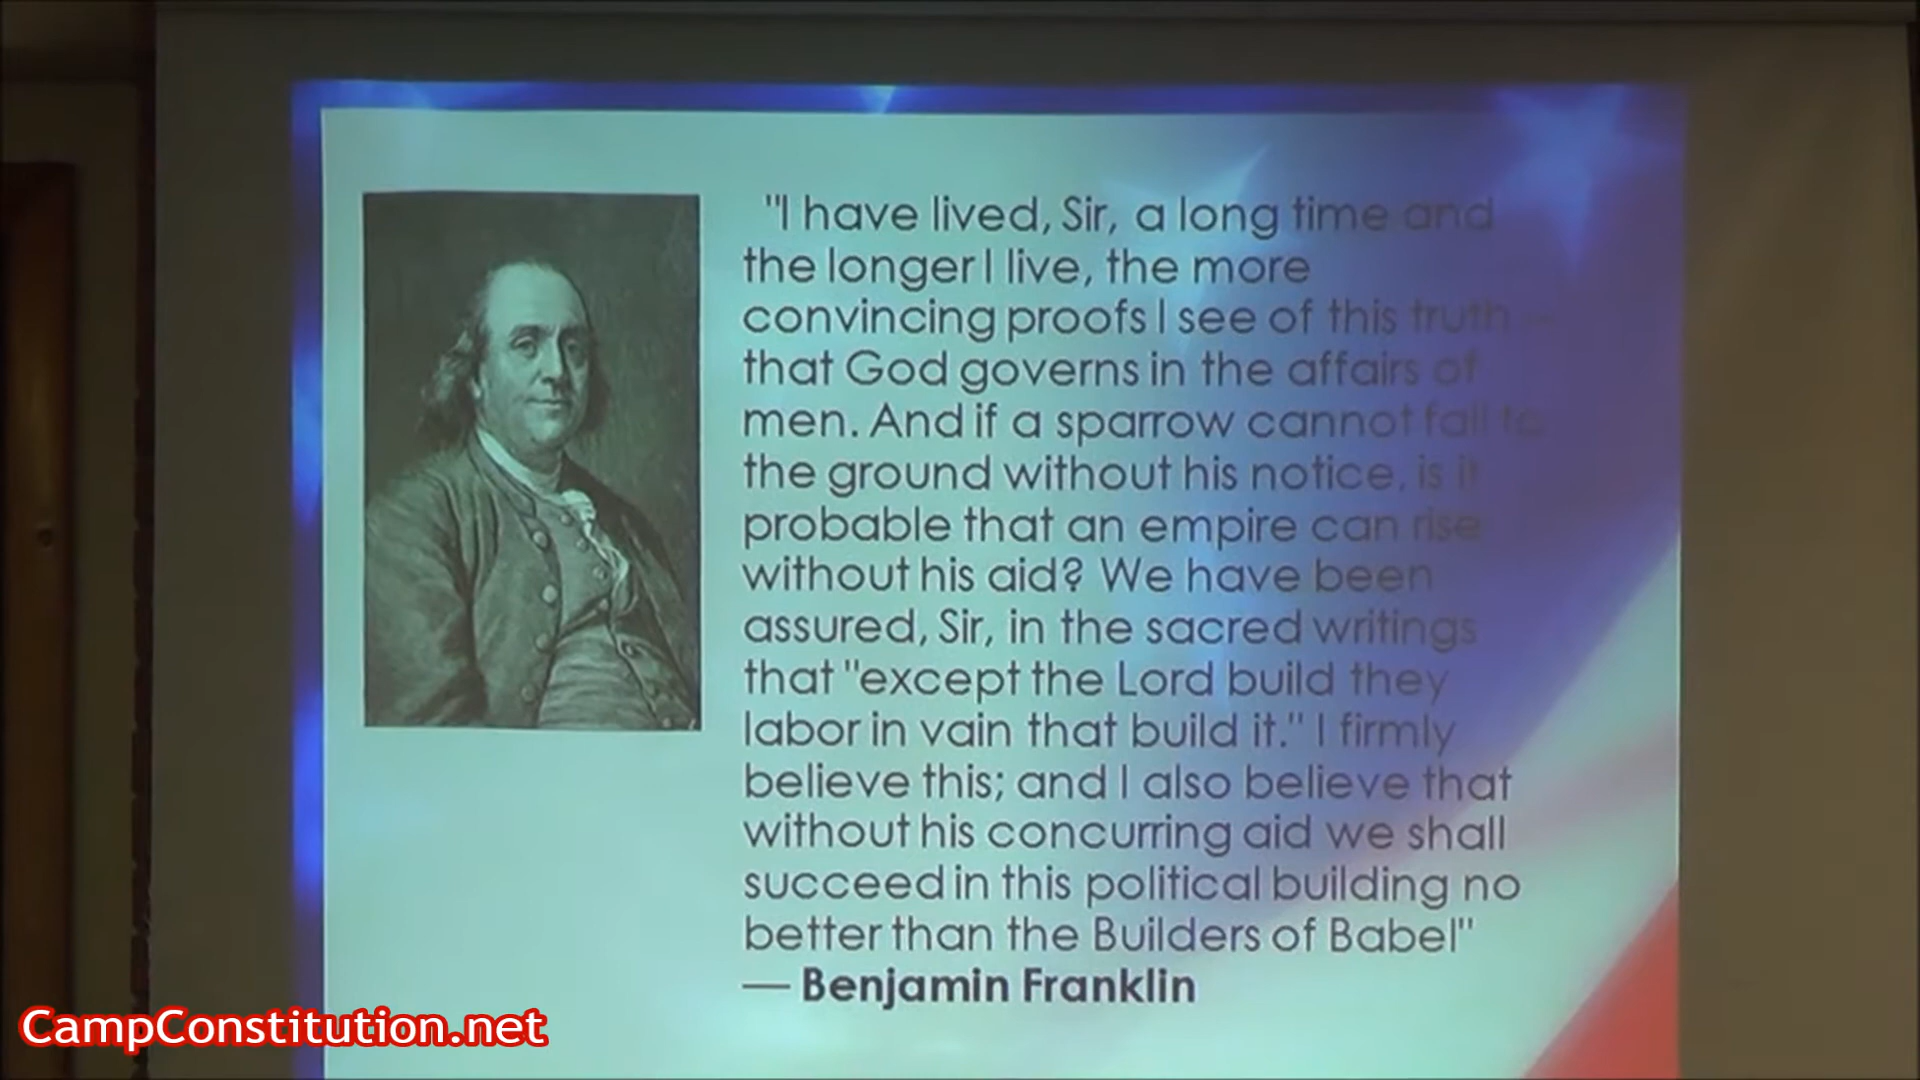 "I have lived, Sir, a long time and
the longer I live, the more
convincing proofs I see of this truth —
that God governs in the affairs of
men. And if a sparrow cannot fall to
the ground without his notice, is it
probable that an empire can rise
without his aid? We have been
assured, Sir, in the sacred writings
that "except the Lord build they
labor in vain that build it." I firmly
believe this; and I also believe that
without his concurring aid we shall
succeed in this political building no
better than the Builders of Babel"
— Benjamin Franklin
CampConstitution.net